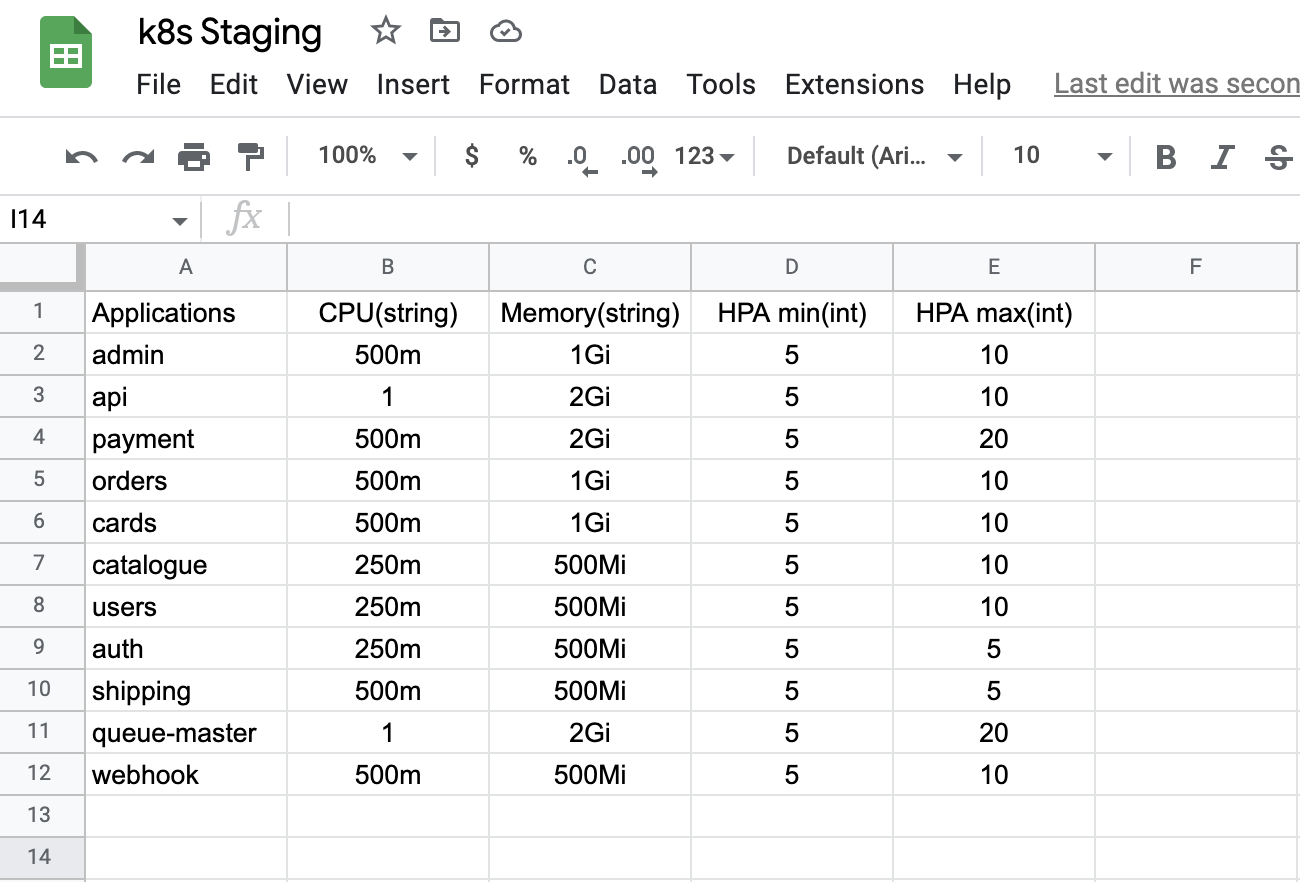 k8s Staging
File Edit View Insert Format Data Tools Extensions Help Last edit was secon
100% $ % .0 .00 123 Default (Ari... 10 B I S
I14 fx
A B C D E F
1 Applications CPU(string) Memory(string) HPA min(int) HPA max(int)
2 admin 500m 1Gi 5 10
3 api 1 2Gi 5 10
4 payment 500m 2Gi 5 20
5 orders 500m 1Gi 5 10
6 cards 500m 1Gi 5 10
7 catalogue 250m 500Mi 5 10
8 users 250m 500Mi 5 10
9 auth 250m 500Mi 5 5
10 shipping 500m 500Mi 5 5
11 queue-master 1 2Gi 5 20
12 webhook 500m 500Mi 5 10
13
14